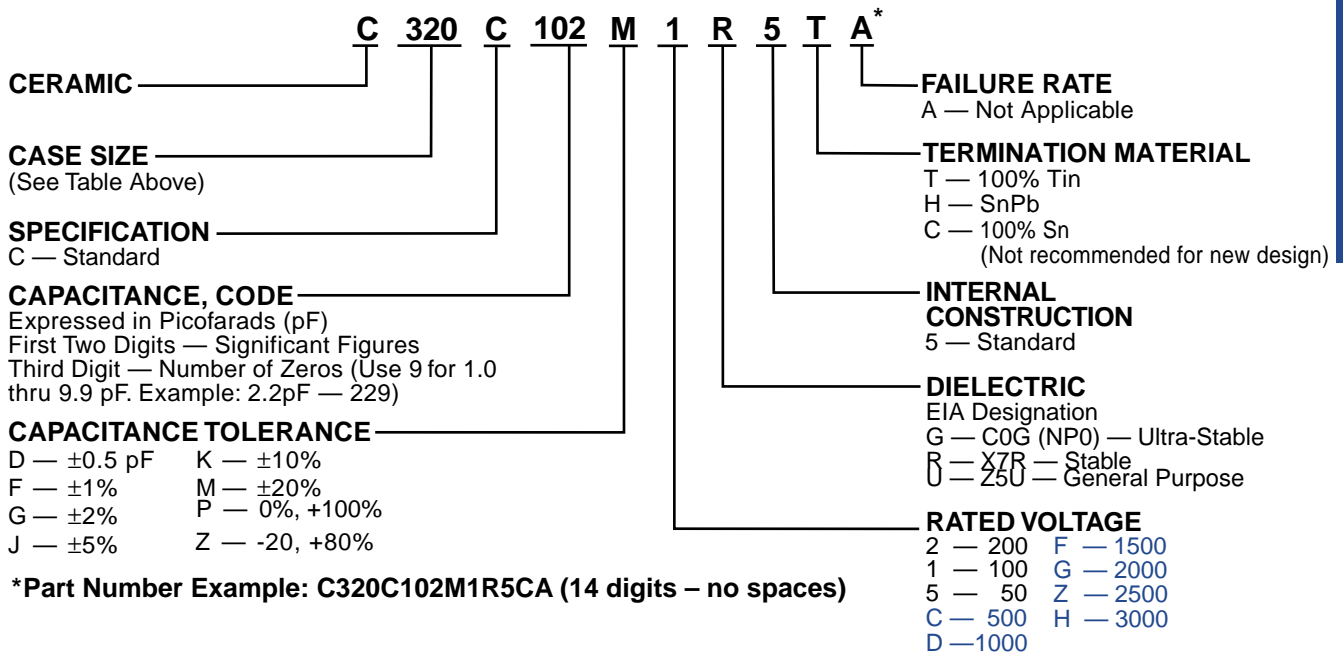 C 320 C 102 M 1 R 5 T A*
CERAMIC
CASE SIZE
(See Table Above)
SPECIFICATION
C — Standard
CAPACITANCE, CODE
Expressed in Picofarads (pF)
First Two Digits — Significant Figures
Third Digit — Number of Zeros (Use 9 for 1.0
thru 9.9 pF. Example: 2.2pF — 229)
CAPACITANCE TOLERANCE
D — ±0.5 pF K — ±10%
F — ±1% M — ±20%
G — ±2% P — 0%, +100%
J — ±5% Z — -20, +80%
FAILURE RATE
A — Not Applicable
TERMINATION MATERIAL
T — 100% Tin
H — SnPb
C — 100% Sn
(Not recommended for new design)
INTERNAL
CONSTRUCTION
5 — Standard
DIELECTRIC
EIA Designation
G — C0G (NP0) — Ultra-Stable
R — X7R — Stable
U — Z5U — General Purpose
RATED VOLTAGE
2 — 200 F — 1500
1 — 100 G — 2000
5 — 50 Z — 2500
C — 500 H — 3000
D —1000
*Part Number Example: C320C102M1R5CA (14 digits – no spaces)